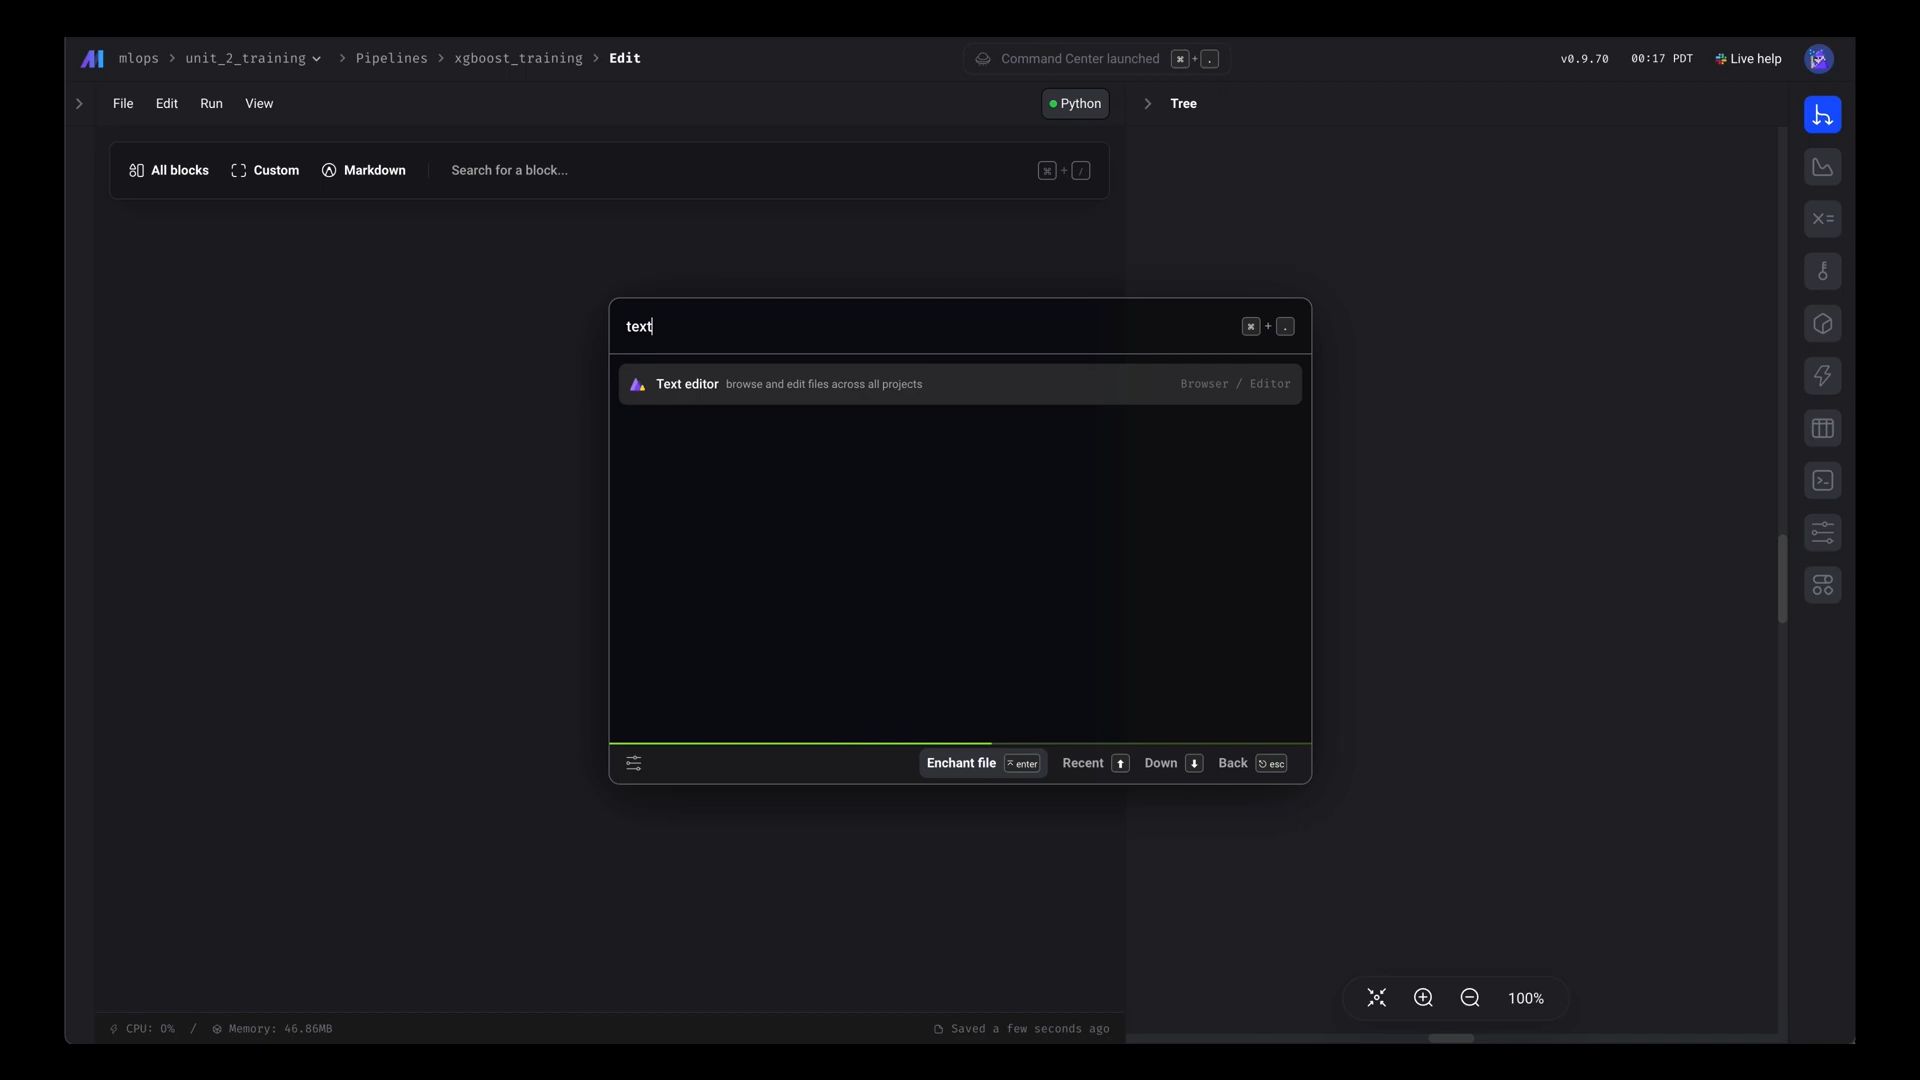 mlops > unit_2_training > Pipelines > xgboost_training > Edit
Command Center launched ⌘ + .
v0.9.70 00:17 PDT Live help
File Edit Run View
Python
Tree
All blocks Custom Markdown Search for a block... ⌘ + /
text ⌘ + .
Text editor browse and edit files across all projects Browser / Editor
Enchant file enter Recent ↑ Down ↓ Back esc
100%
CPU: 0% / Memory: 46.86MB Saved a few seconds ago